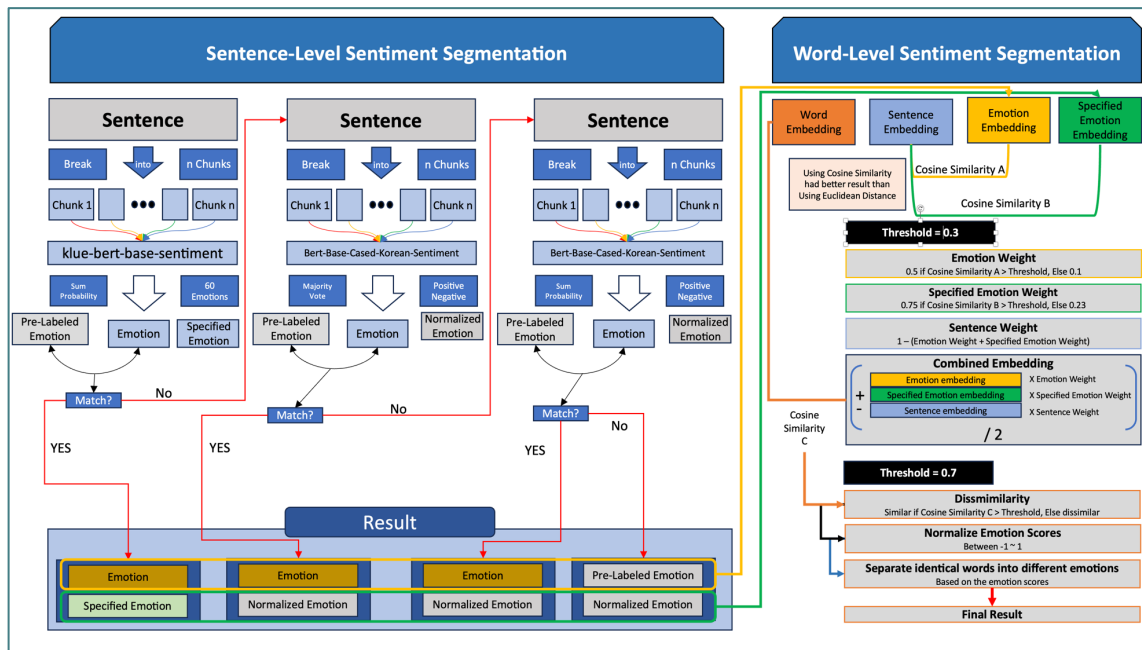 Sentence-Level Sentiment Segmentation
Sentence
Break
into
n Chunks
Chunk 1
Chunk n
klue-bert-base-sentiment
Sum
Probability
60
Emotions
Pre-Labeled
Emotion
Emotion
Specified
Emotion
Match?
No
YES
Sentence
Break
into
n Chunks
Chunk 1
Chunk n
Bert-Base-Cased-Korean-Sentiment
Majority
Vote
Positive
Negative
Pre-Labeled
Emotion
Emotion
Normalized
Emotion
Match?
No
YES
Sentence
Break
into
n Chunks
Chunk 1
Chunk n
Bert-Base-Cased-Korean-Sentiment
Sum
Probability
Positive
Negative
Pre-Labeled
Emotion
Emotion
Normalized
Emotion
Match?
No
YES
Result
Emotion
Emotion
Emotion
Pre-Labeled Emotion
Specified Emotion
Normalized Emotion
Normalized Emotion
Normalized Emotion
Word-Level Sentiment Segmentation
Word
Embedding
Sentence
Embedding
Emotion
Embedding
Specified
Emotion
Embedding
Using Cosine Similarity
had better result than
Using Euclidean Distance
Cosine Similarity A
Cosine Similarity B
Threshold = 0.3
Emotion Weight
0.5 if Cosine Similarity A > Threshold, Else 0.1
Specified Emotion Weight
0.75 if Cosine Similarity B > Threshold, Else 0.23
Sentence Weight
1 – (Emotion Weight + Specified Emotion Weight)
Combined Embedding
Emotion embedding
X Emotion Weight
+
Specified Emotion embedding
X Specified Emotion Weight
-
Sentence embedding
X Sentence Weight
/ 2
Cosine
Similarity
C
Threshold = 0.7
Dissmimilarity
Similar if Cosine Similarity C > Threshold, Else dissimilar
Normalize Emotion Scores
Between -1 ~ 1
Separate identical words into different emotions
Based on the emotion scores
Final Result